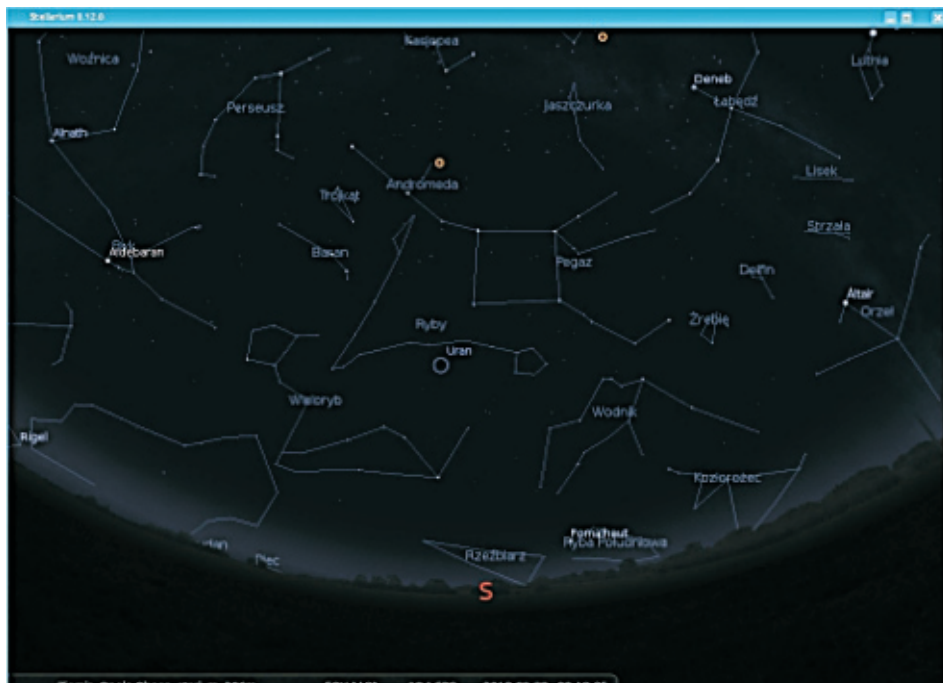 Stellarium 0.12.0
Kasjopea
Woźnica
Lutnia
Deneb
Perseusz
Jaszczurka
Łabędź
Alnath
Lisek
Andromeda
Trójkąt
Strzała
Byk
Aldebaran
Baran
Pegaz
Delfin
Altair
Orzeł
Ryby
Źrebię
Uran
Wieloryb
Wodnik
Rigel
Koziorożec
Fomalhaut
Ryba Południowa
Piec
Rzeźbiarz
S